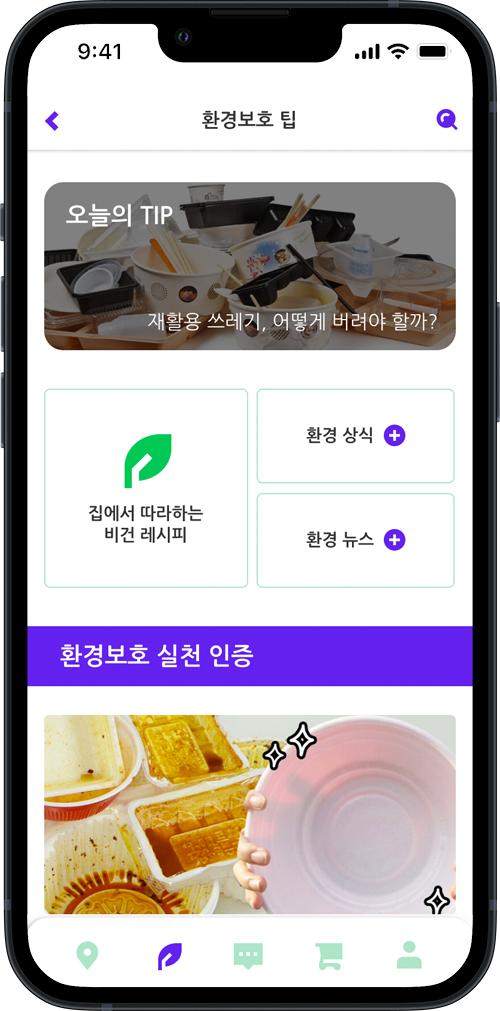 9:41
환경보호 팁
오늘의 TIP
재활용 쓰레기, 어떻게 버려야 할까?
집에서 따라하는
비건 레시피
환경 상식
환경 뉴스
환경보호 실천 인증